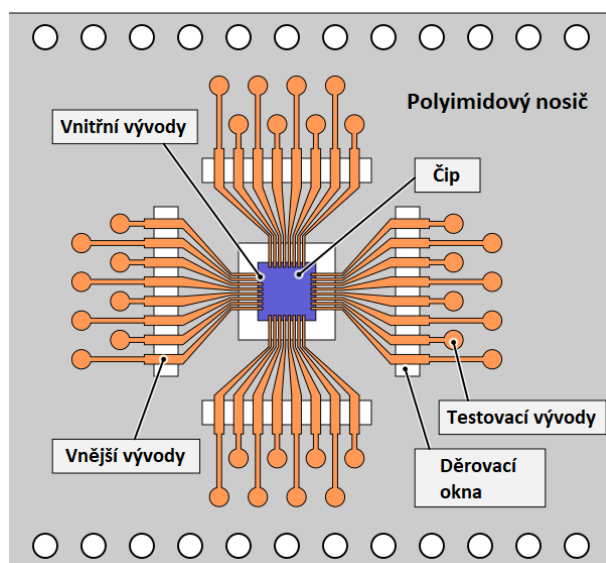 Polyimidový nosič
Vnitřní vývody
Čip
Testovací vývody
Vnější vývody
Děrovací
okna